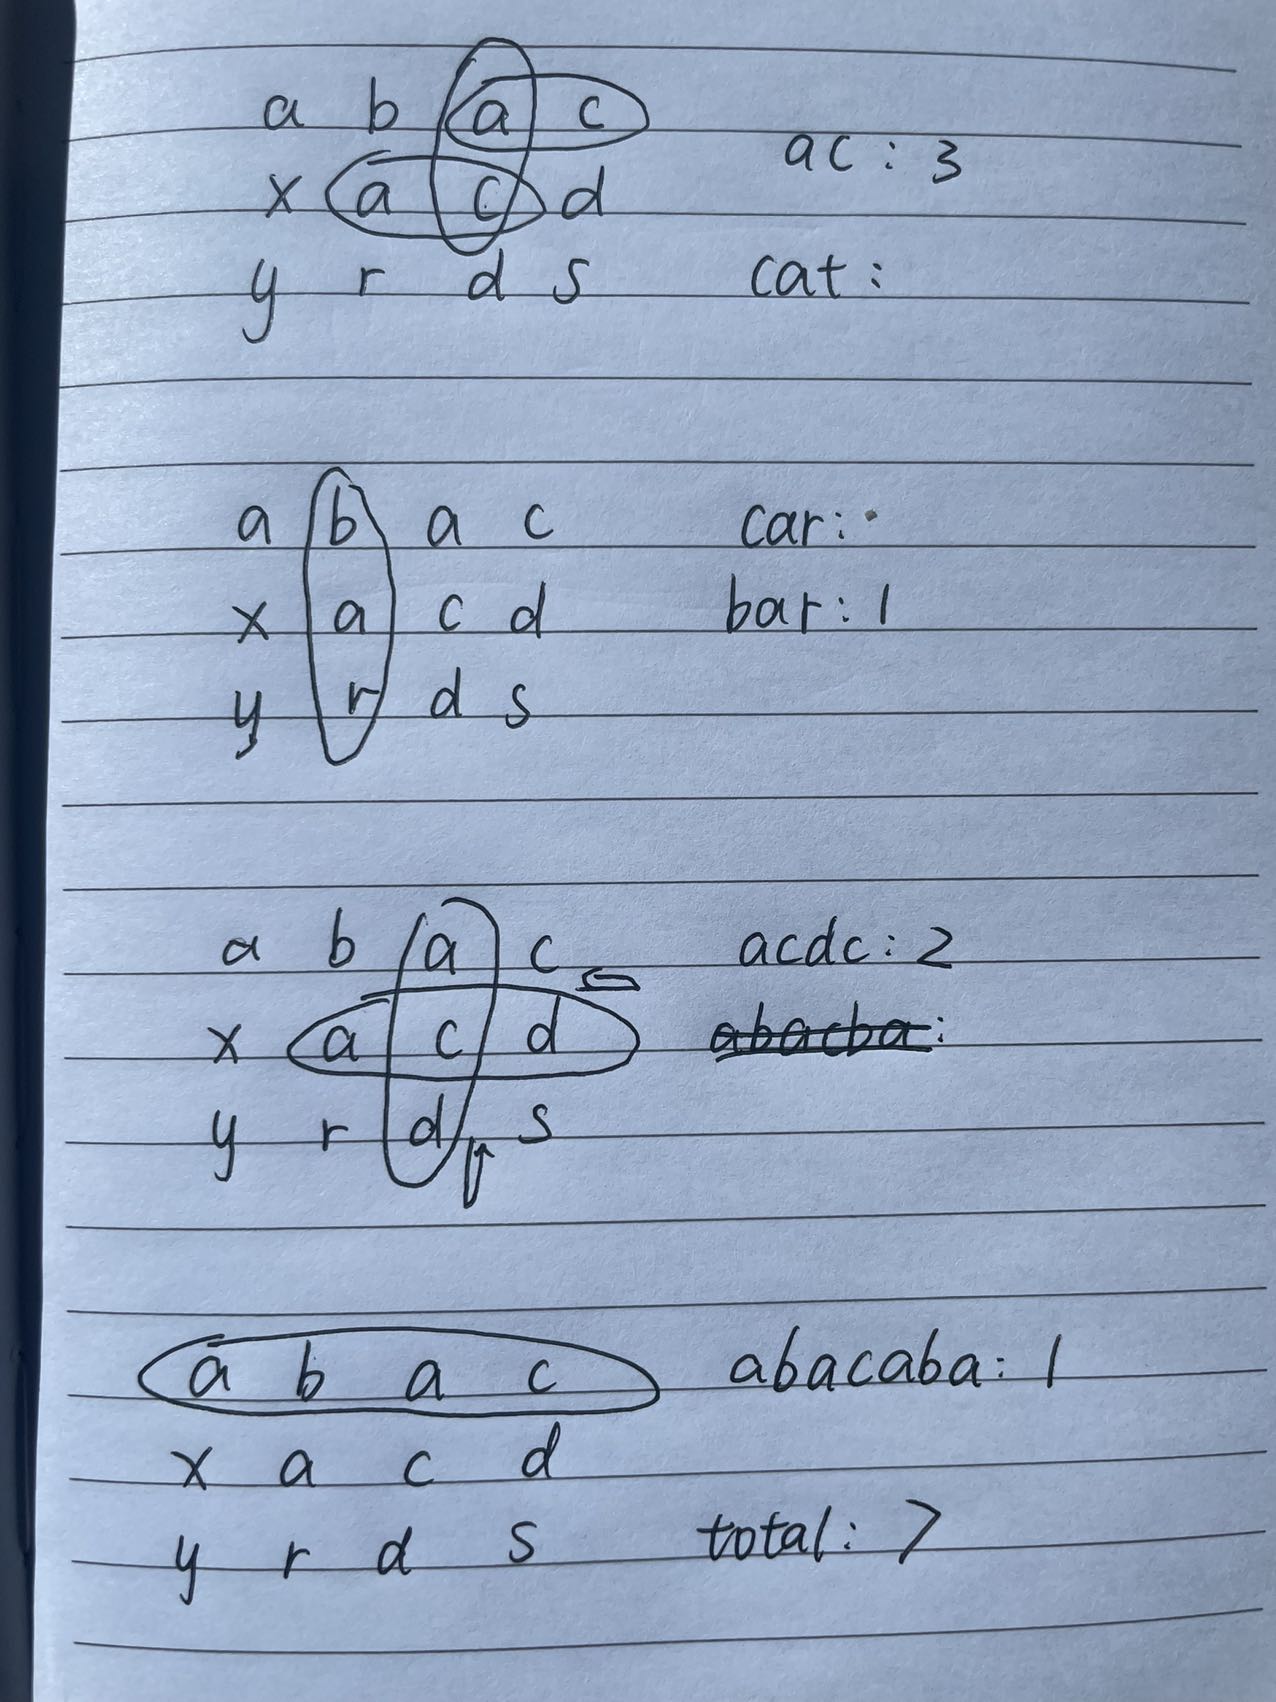 a b a c
ac : 3
x a c d
y r d s
cat :
a b a c
car :
x a c d
bar : 1
y r d s
a b a c
acdc : 2
x a c d
abacba :
y r d s
a b a c
abacaba : 1
x a c d
y r d s
total : 7